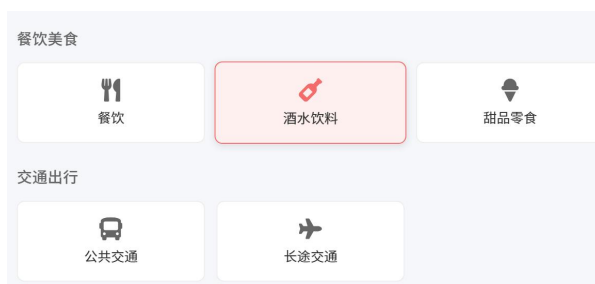 餐饮美食
餐饮 酒水饮料 甜品零食
交通出行
公共交通 长途交通